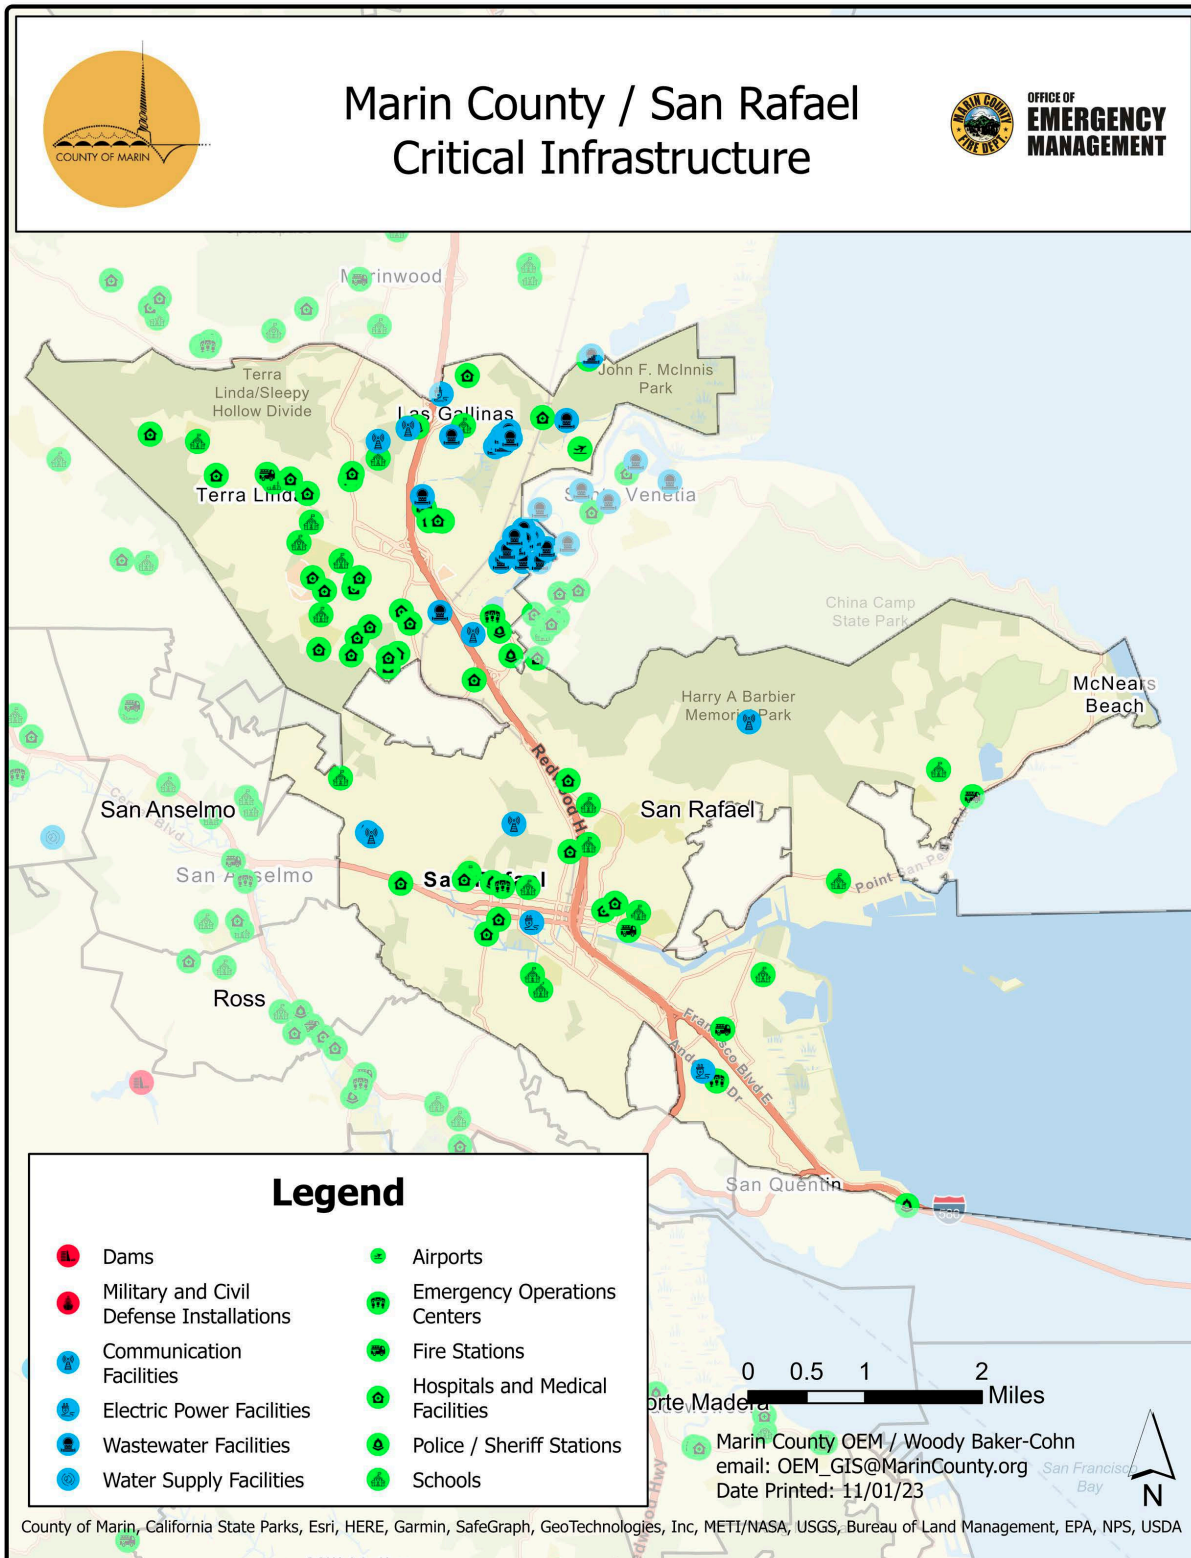 COUNTY OF MARIN
Marin County / San Rafael
Critical Infrastructure
MARIN COUNTY
FIRE DEPT.
OFFICE OF
EMERGENCY
MANAGEMENT
Marinwood
Terra
Linda/Sleepy
Hollow Divide
John F. McInnis
Park
Las Gallinas
Terra Linda
Venetia
China Camp
State Park
McNears
Beach
Harry A Barbier
Memorial Park
Redwood H
San Anselmo
San Rafael
Blvd
San Anselmo
San Rafael
Point San Pe
Ross
Francisco Blvd E
Dr
San Quentin
580
Legend
Dams
Military and Civil
Defense Installations
Communication
Facilities
Electric Power Facilities
Wastewater Facilities
Water Supply Facilities
Airports
Emergency Operations
Centers
Fire Stations
Hospitals and Medical
Facilities
Police / Sheriff Stations
Schools
0 0.5 1 2
Miles
orte Madera
Marin County OEM / Woody Baker-Cohn
email: OEM_GIS@MarinCounty.org
Date Printed: 11/01/23
San Francisco
Bay
N
edwood Hwy
County of Marin, California State Parks, Esri, HERE, Garmin, SafeGraph, GeoTechnologies, Inc, METI/NASA, USGS, Bureau of Land Management, EPA, NPS, USDA